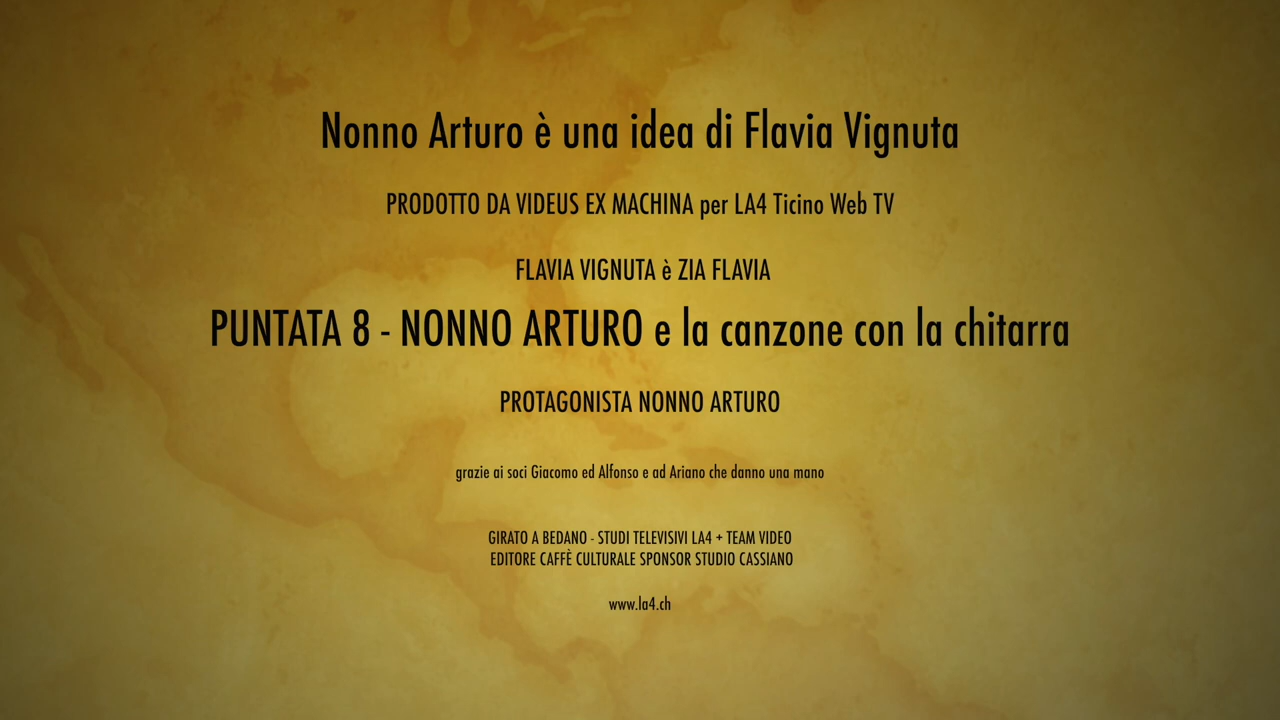 Nonno Arturo è una idea di Flavia Vignuta
PRODOTTO DA VIDEUS EX MACHINA per LA4 Ticino Web TV
FLAVIA VIGNUTA è ZIA FLAVIA
PUNTATA 8 - NONNO ARTURO e la canzone con la chitarra
PROTAGONISTA NONNO ARTURO
grazie ai soci Giacomo ed Alfonso e ad Ariano che danno una mano
GIRATO A BEDANO - STUDI TELEVISIVI LA4 + TEAM VIDEO
EDITORE CAFFÈ CULTURALE SPONSOR STUDIO CASSIANO
www.la4.ch